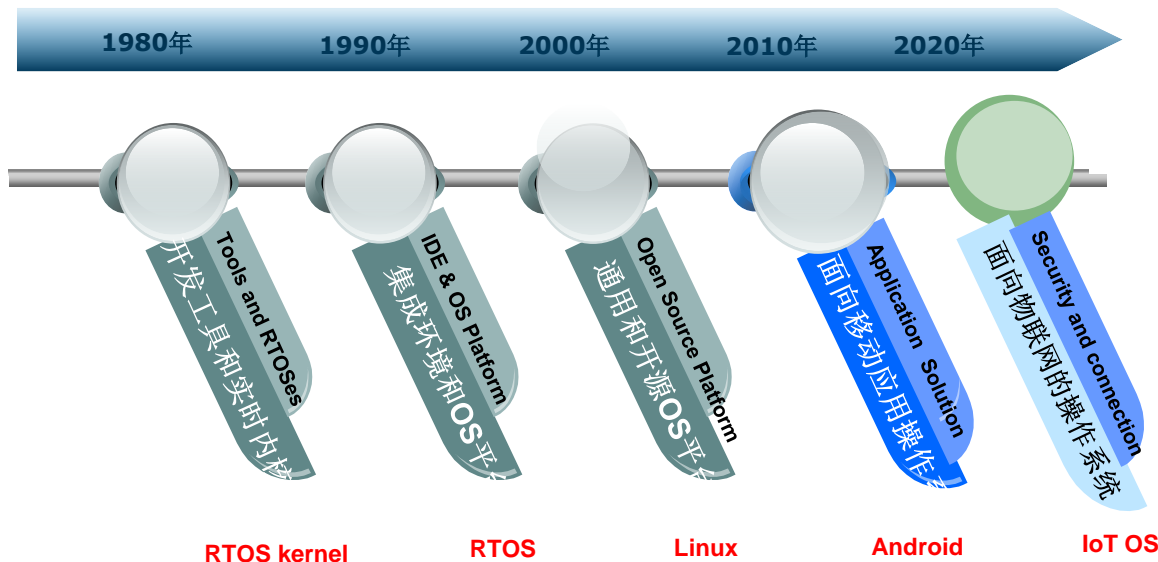 1980年
1990年
2000年
2010年
2020年
Tools and RTOSes
开发工具和实时内核
IDE & OS Platform
集成环境和OS平台
Open Source Platform
通用和开源OS平台
Application Solution
面向移动应用操作系
Security and connection
面向物联网的操作系统
RTOS kernel
RTOS
Linux
Android
IoT OS